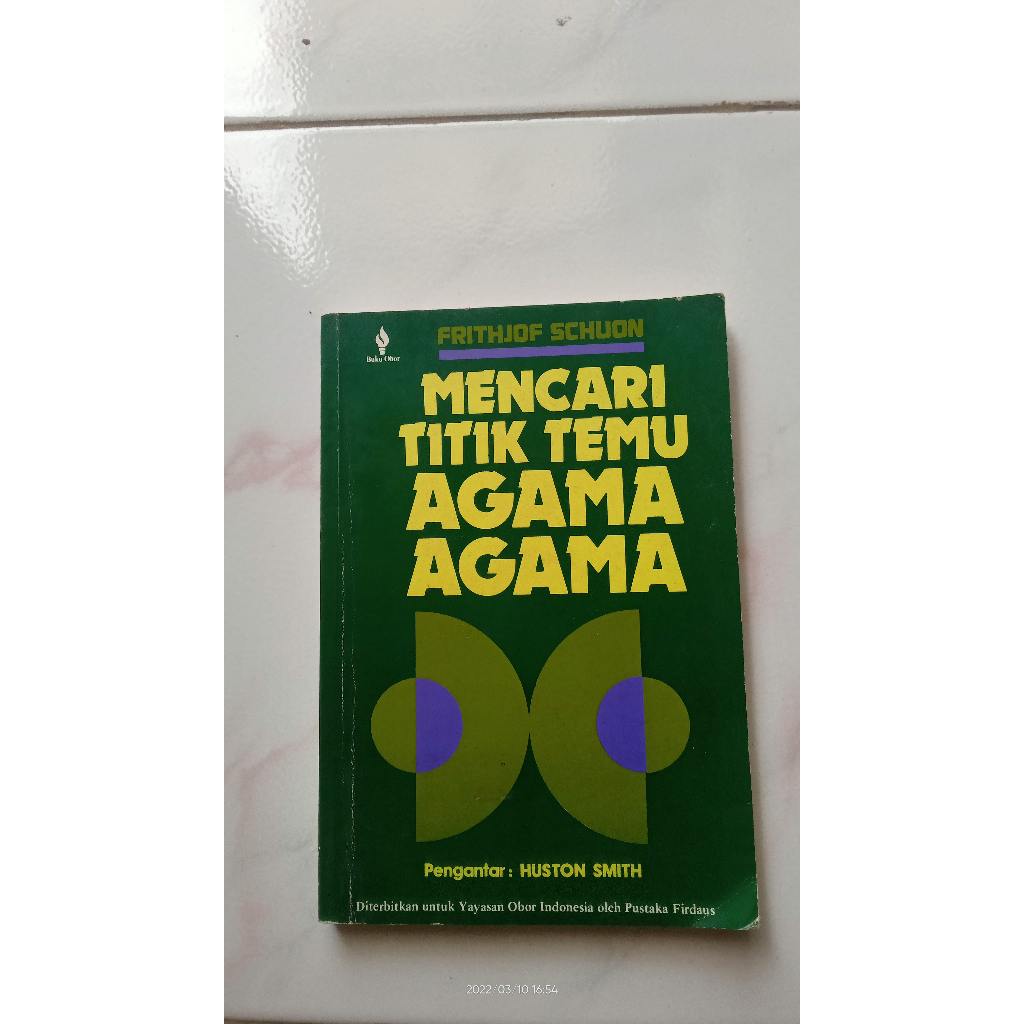 FRITHJOF SCHUON
Buku Obor
MENCARI
TITIK TEMU
AGAMA
AGAMA
Pengantar: HUSTON SMITH
Diterbitkan untuk Yayasan Obor Indonesia oleh Pustaka Firdaus
2022/03/10 16:54